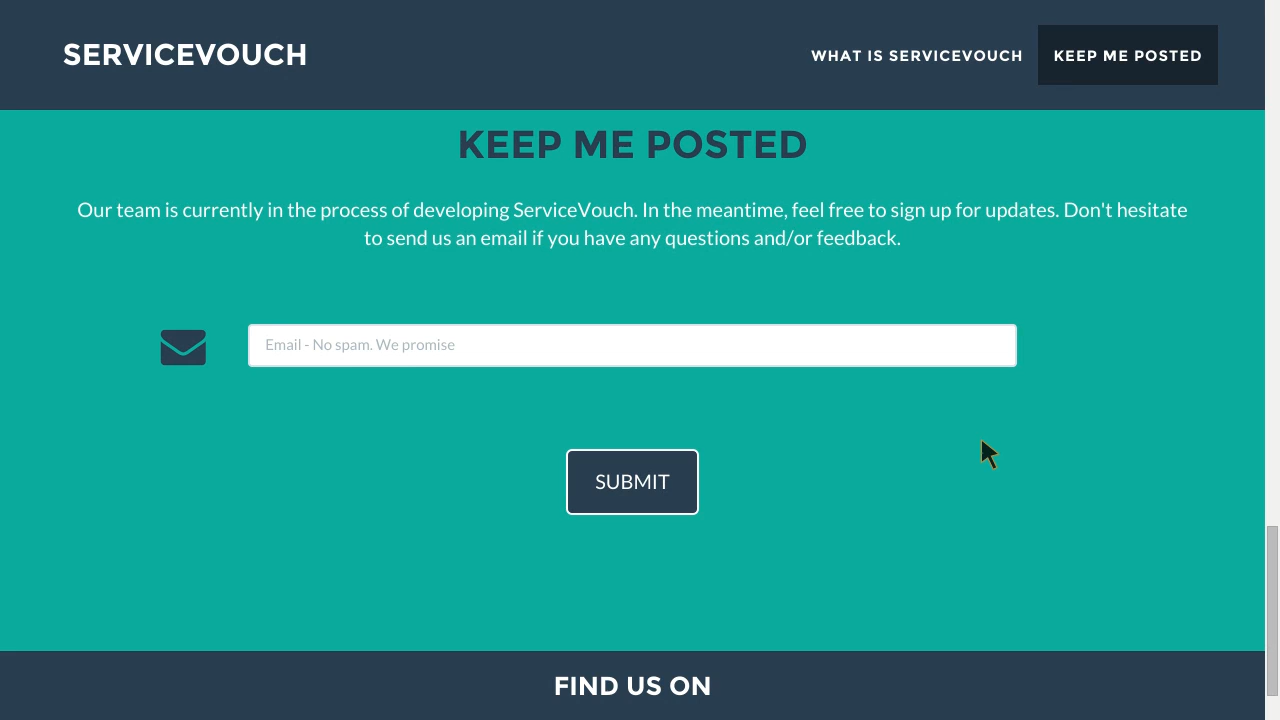 SERVICEVOUCH
WHAT IS SERVICEVOUCH
KEEP ME POSTED
KEEP ME POSTED
Our team is currently in the process of developing ServiceVouch. In the meantime, feel free to sign up for updates. Don't hesitate
to send us an email if you have any questions and/or feedback.
Email - No spam. We promise
SUBMIT
FIND US ON